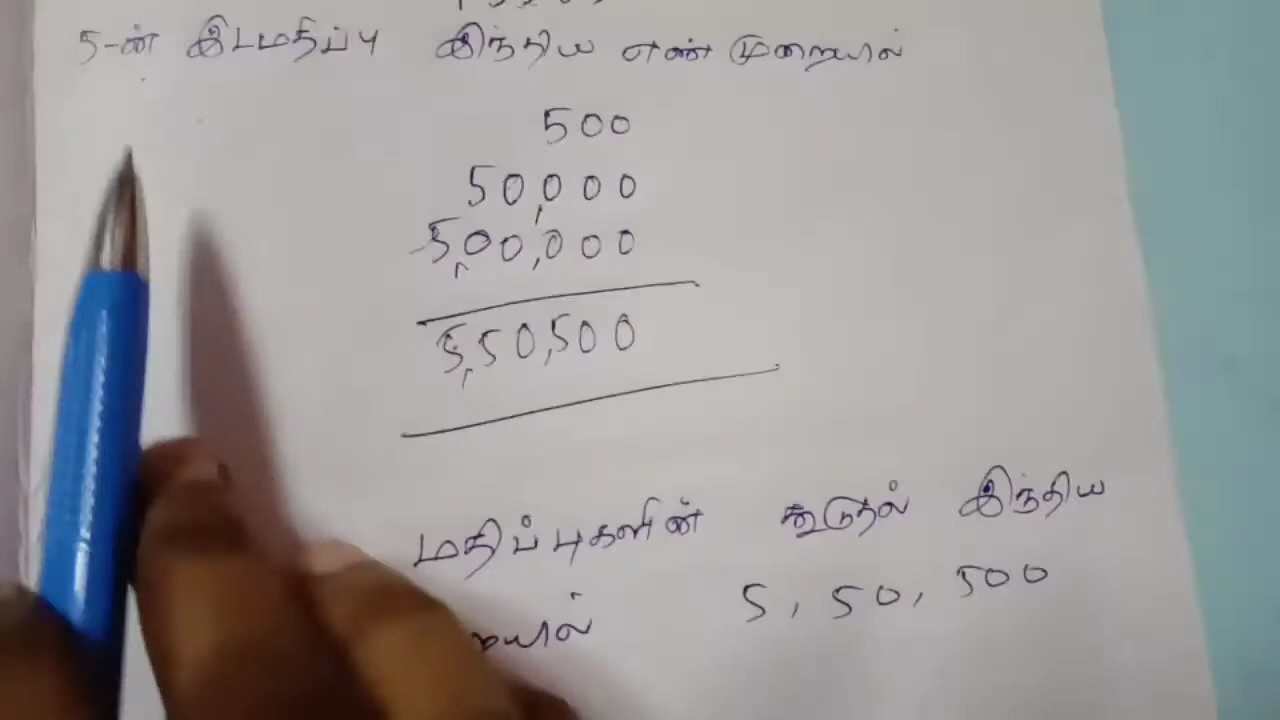 5-ன் இடமதிப்பு இந்திய எண் முறையில்
500
50,000
5,00,000
5,50,500
மதிப்புகளின் கூடுதல் இந்திய
5, 50, 500